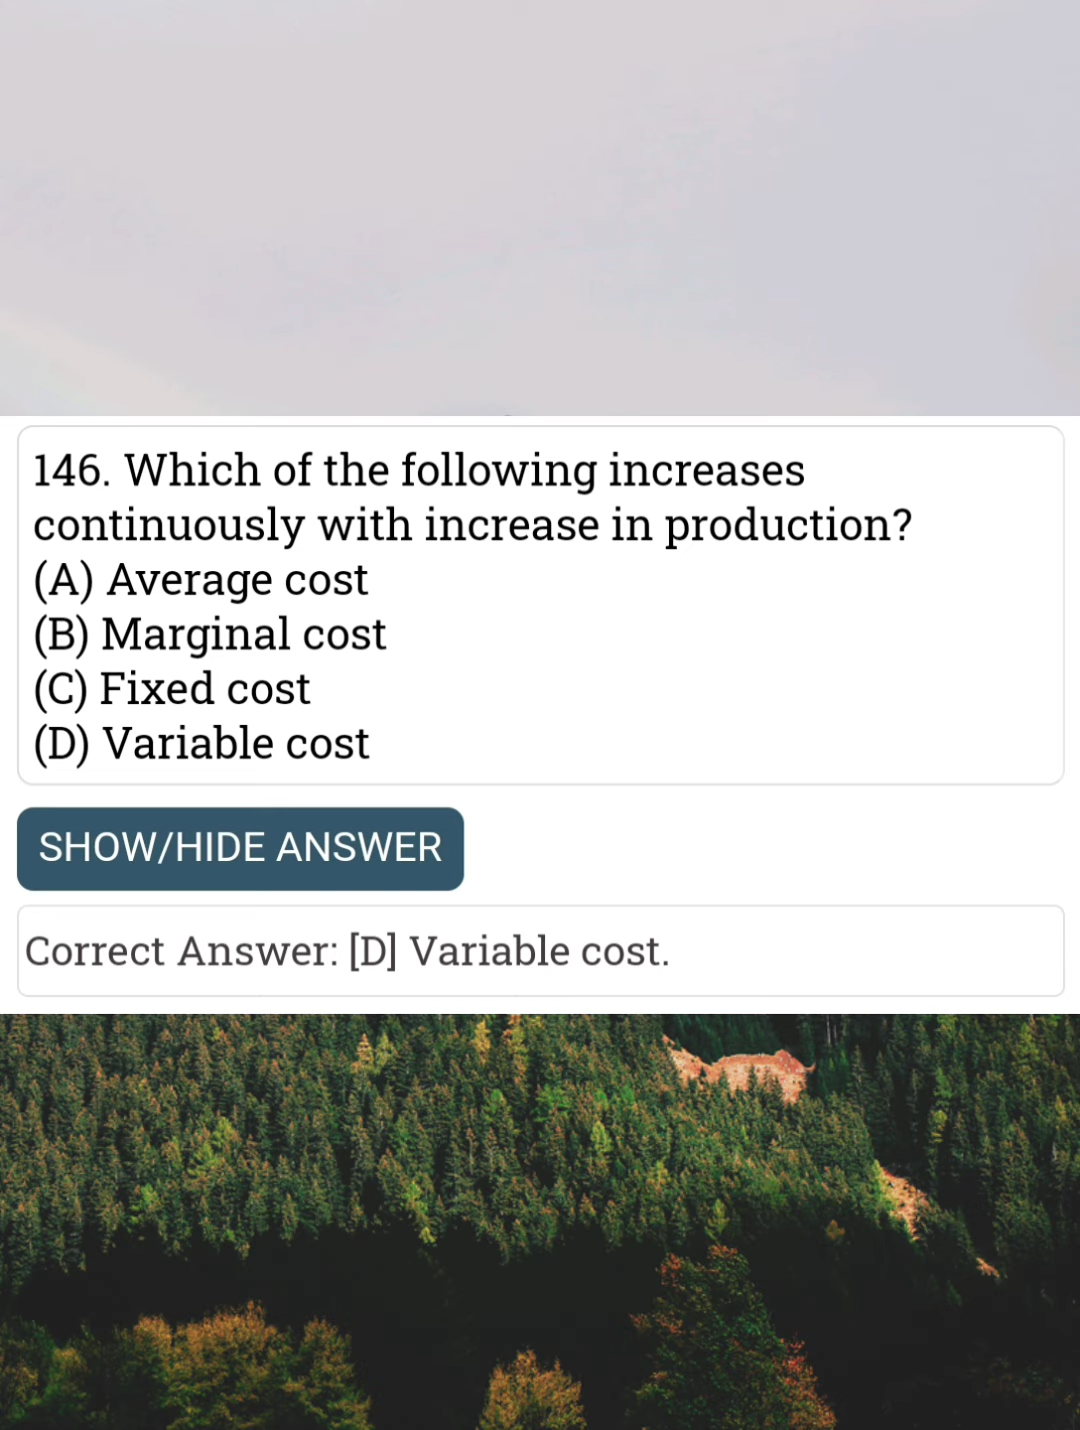 146. Which of the following increases
continuously with increase in production?
(A) Average cost
(B) Marginal cost
(C) Fixed cost
(D) Variable cost
SHOW/HIDE ANSWER
Correct Answer: [D] Variable cost.